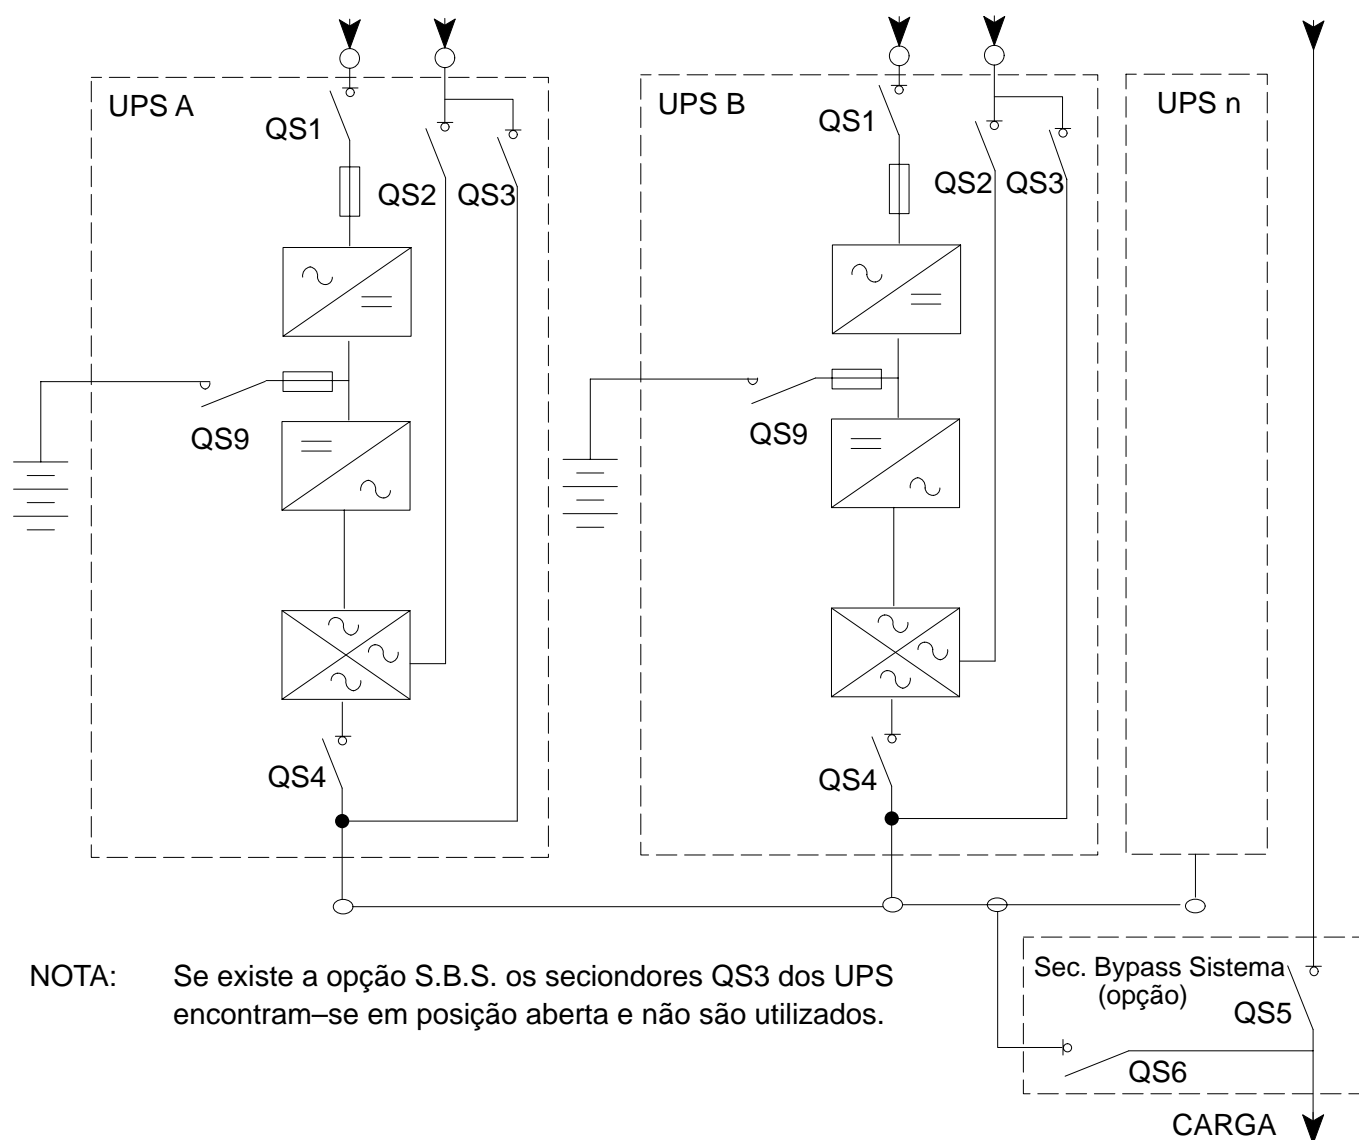 UPS A
QS1
QS2
QS3
QS9
QS4
UPS B
QS1
QS2
QS3
QS9
QS4
UPS n
NOTA: Se existe a opção S.B.S. os seciondores QS3 dos UPS
encontram–se em posição aberta e não são utilizados.
Sec. Bypass Sistema
(opção)
QS5
QS6
CARGA